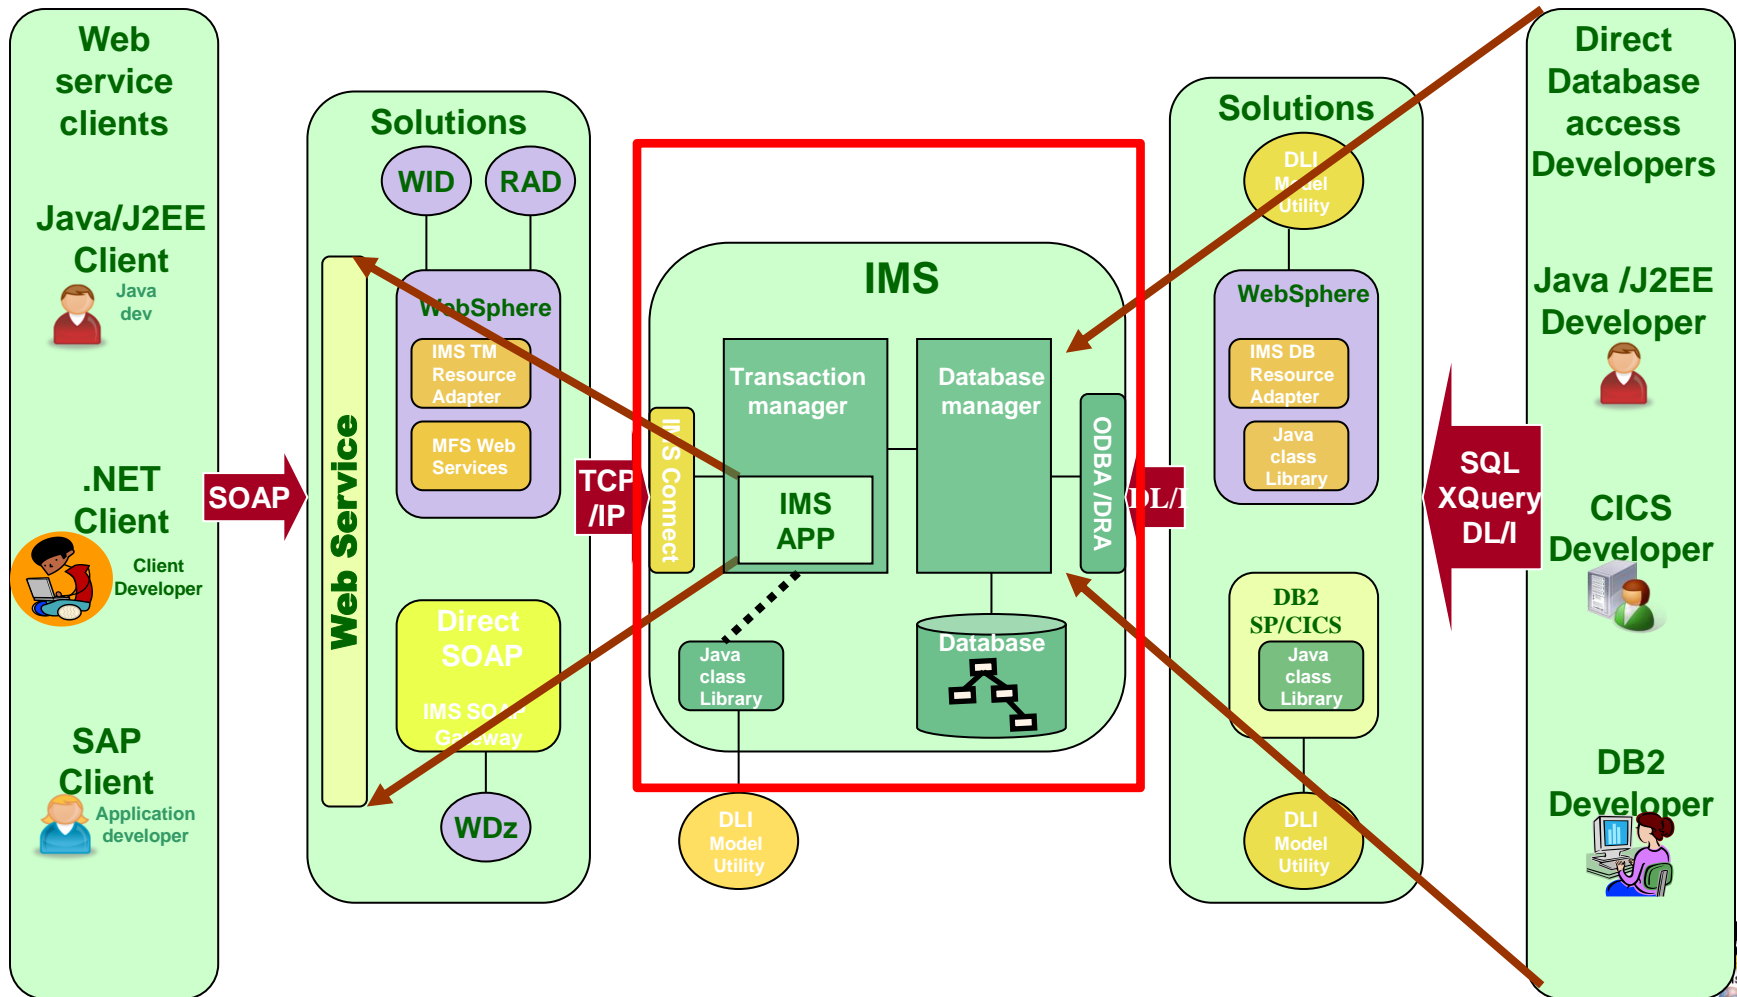 Web
service
clients
Java/J2EE
Client
Java
dev
.NET
Client
Client
Developer
SAP
Client
Application
developer
SOAP
Solutions
WID
RAD
WebSphere
IMS TM
Resource
Adapter
MFS Web
Services
Web Service
Direct
SOAP
IMS SOAP
Gateway
WDz
TCP
/IP
IMS
IMS Connect
Transaction
manager
IMS
APP
Database
manager
ODBA /DRA
Java
class
Library
Database
DLI
Model
Utility
DL/I
Solutions
DLI
Model
Utility
WebSphere
IMS DB
Resource
Adapter
Java
class
Library
DB2
SP/CICS
Java
class
Library
DLI
Model
Utility
SQL
XQuery
DL/I
Direct
Database
access
Developers
Java /J2EE
Developer
CICS
Developer
DB2
Developer